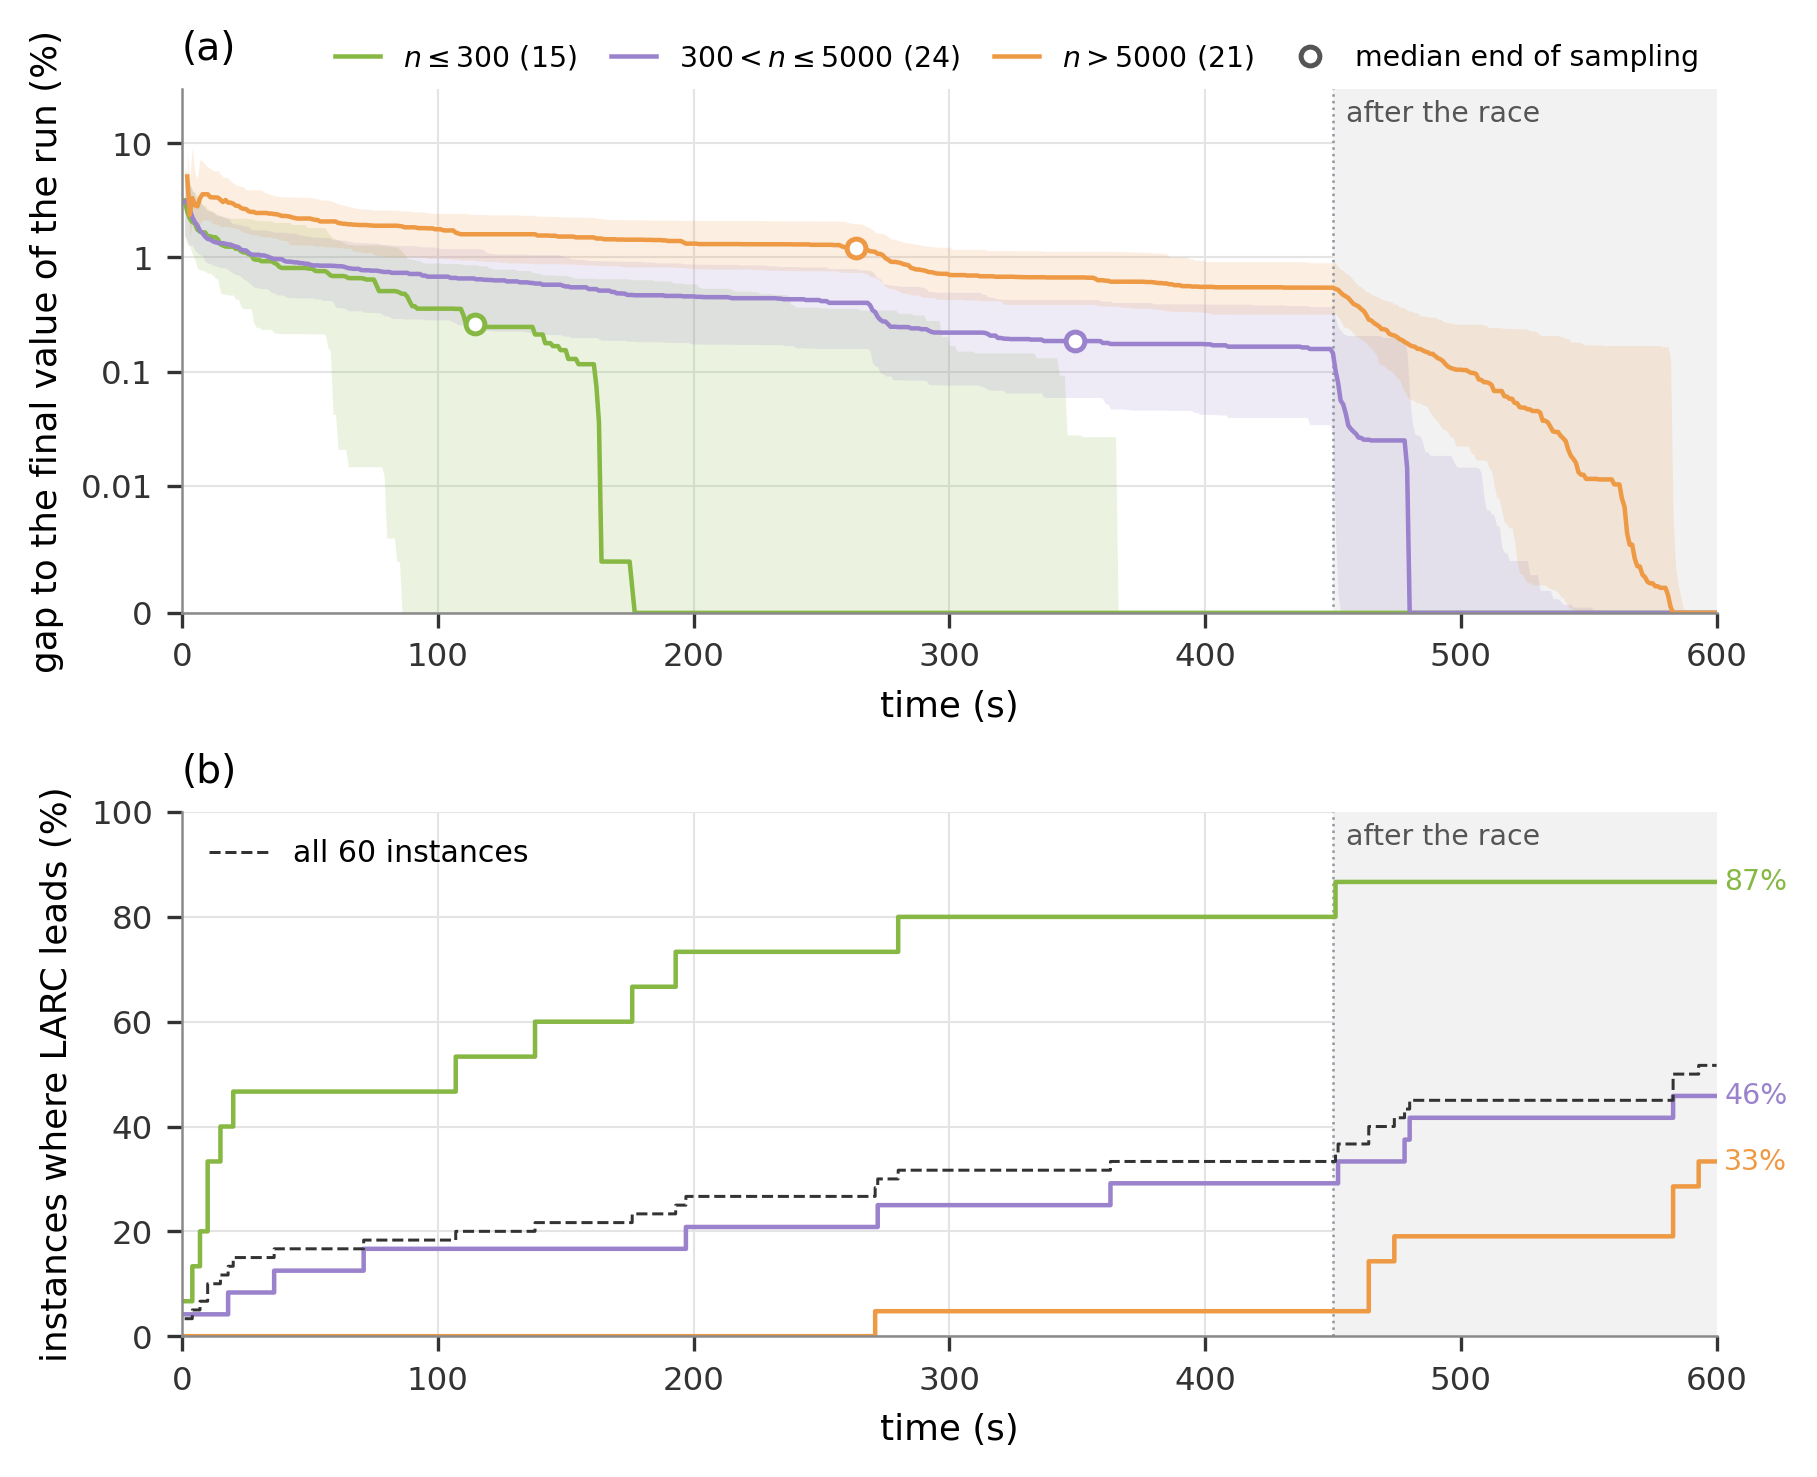 (a)
n ≤ 300 (15)
300 < n ≤ 5000 (24)
n > 5000 (21)
median end of sampling
after the race
gap to the final value of the run (%)
10
1
0.1
0.01
0
0 100 200 300 400 500 600
time (s)
(b)
all 60 instances
after the race
instances where LARC leads (%)
100
80
60
40
20
0
87%
46%
33%
0 100 200 300 400 500 600
time (s)